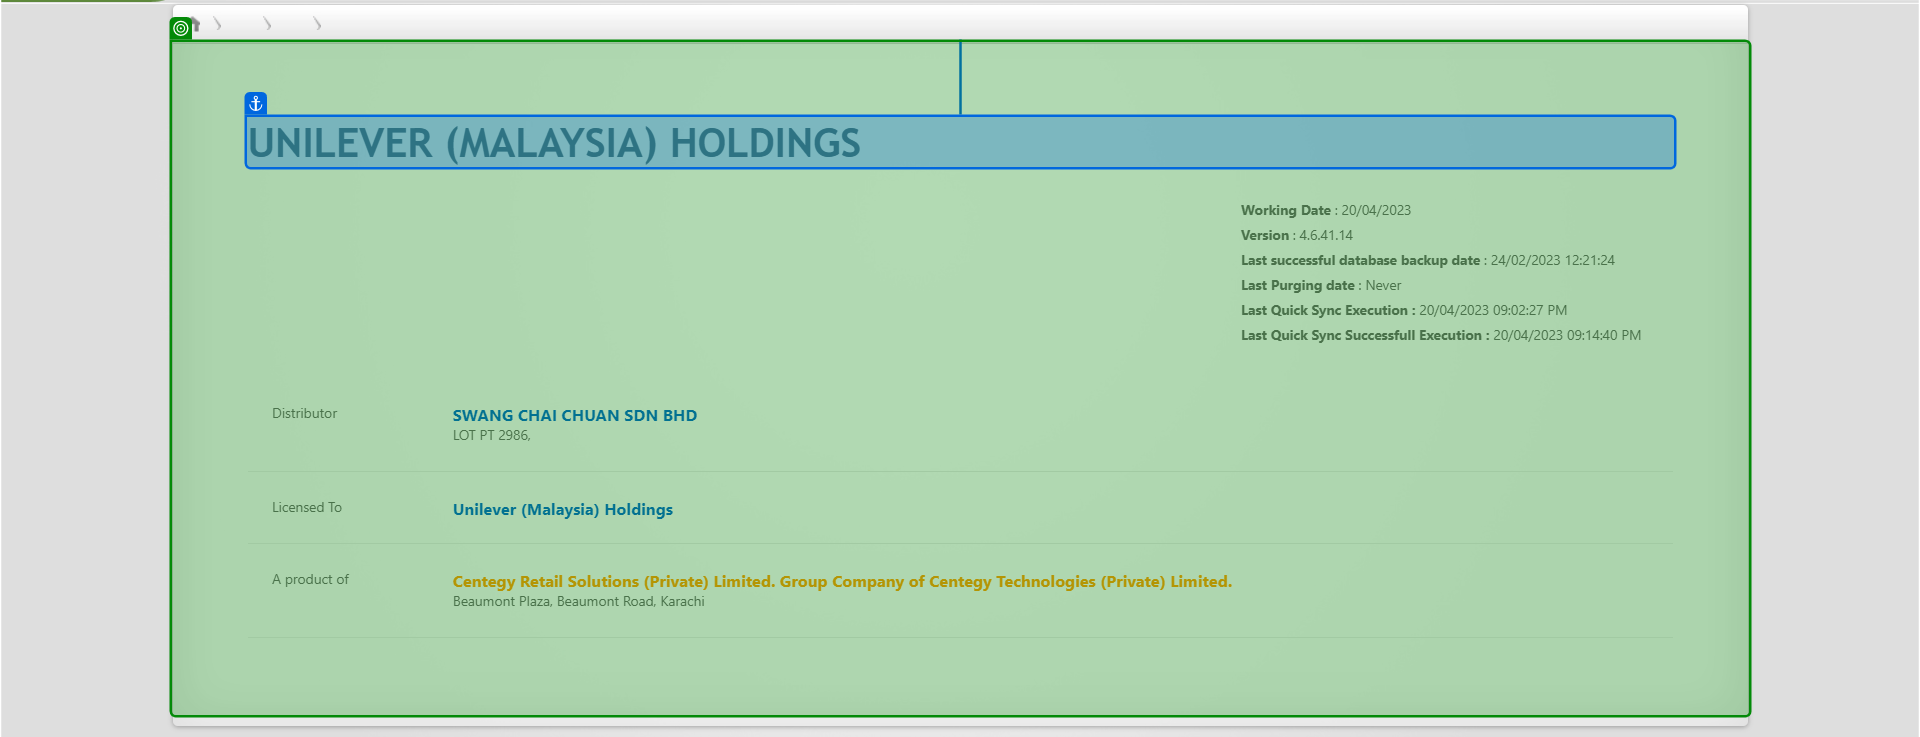 UNILEVER (MALAYSIA) HOLDINGS
Working Date : 20/04/2023
Version : 4.6.41.14
Last successful database backup date : 24/02/2023 12:21:24
Last Purging date : Never
Last Quick Sync Execution : 20/04/2023 09:02:27 PM
Last Quick Sync Successfull Execution : 20/04/2023 09:14:40 PM
Distributor
SWANG CHAI CHUAN SDN BHD
LOT PT 2986,
Licensed To
Unilever (Malaysia) Holdings
A product of
Centegy Retail Solutions (Private) Limited. Group Company of Centegy Technologies (Private) Limited.
Beaumont Plaza, Beaumont Road, Karachi